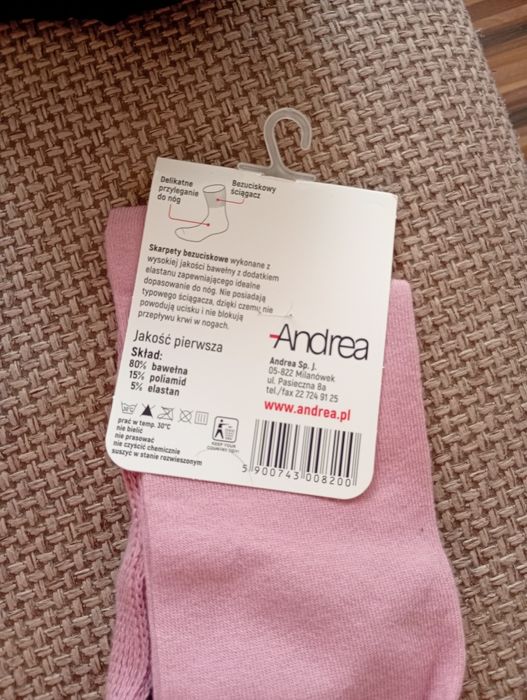 Delikatne
przyleganie
do nóg
Bezuciskowy
ściągacz
Skarpety bezuciskowe wykonane z
wysokiej jakości bawełny z dodatkiem
elastanu zapewniającego idealne
dopasowanie do nóg. Nie posiadają
typowego ściągacza, dzięki czemu nie
powodują ucisku i nie blokują
przepływu krwi w nogach.
Jakość pierwsza
Skład:
80% bawełna
15% poliamid
5% elastan
prać w temp. 30°C
nie bielić
nie prasować
nie czyścić chemicznie
suszyć w stanie rozwieszonym
KEEP YOUR
COUNTRY TIDY
Andrea
Andrea Sp. J.
05-822 Milanówek
ul. Pasieczna 8a
tel./fax 22 724 91 25
www.andrea.pl
5 900743 008200